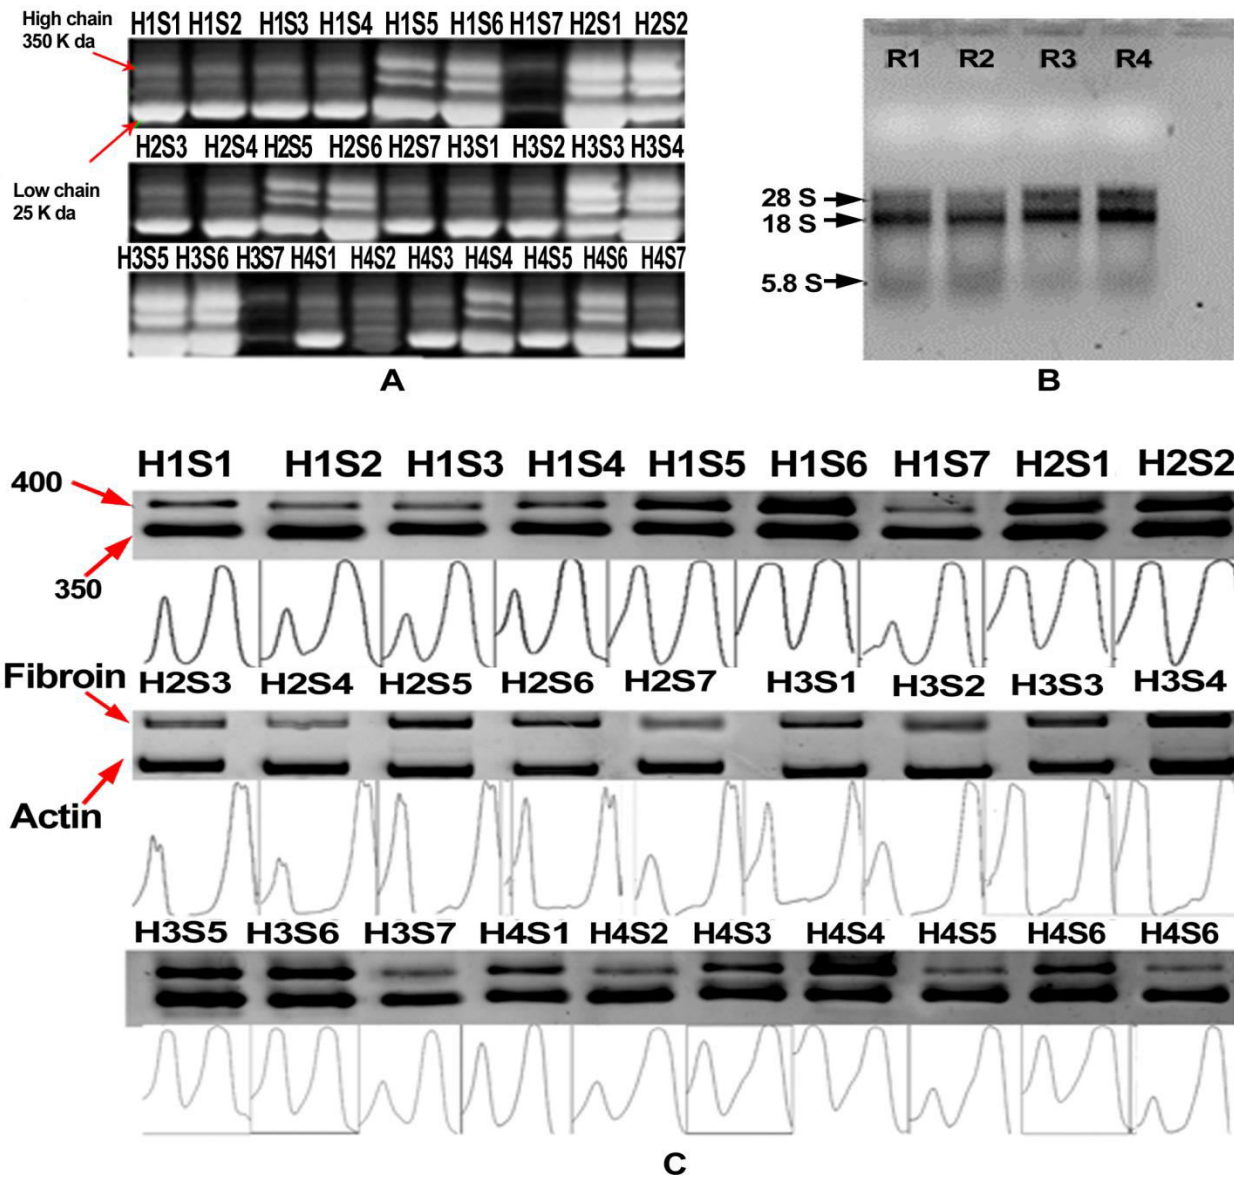 High chain
350 K da
H1S1 H1S2 H1S3 H1S4 H1S5 H1S6 H1S7 H2S1 H2S2
H2S3 H2S4 H2S5 H2S6 H2S7 H3S1 H3S2 H3S3 H3S4
Low chain
25 K da
H3S5 H3S6 H3S7 H4S1 H4S2 H4S3 H4S4 H4S5 H4S6 H4S7
A
R1 R2 R3 R4
28 S
18 S
5.8 S
B
H1S1 H1S2 H1S3 H1S4 H1S5 H1S6 H1S7 H2S1 H2S2
400
350
Fibroin
H2S3 H2S4 H2S5 H2S6 H2S7 H3S1 H3S2 H3S3 H3S4
Actin
H3S5 H3S6 H3S7 H4S1 H4S2 H4S3 H4S4 H4S5 H4S6 H4S6
C